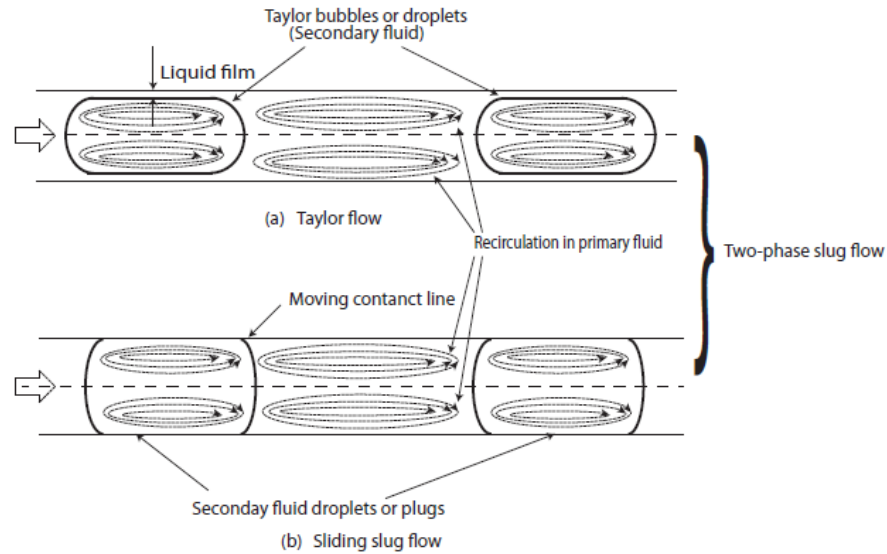 Taylor bubbles or droplets
(Secondary fluid)
Liquid film
(a) Taylor flow
Recirculation in primary fluid
Two-phase slug flow
Moving contanct line
Seconday fluid droplets or plugs
(b) Sliding slug flow